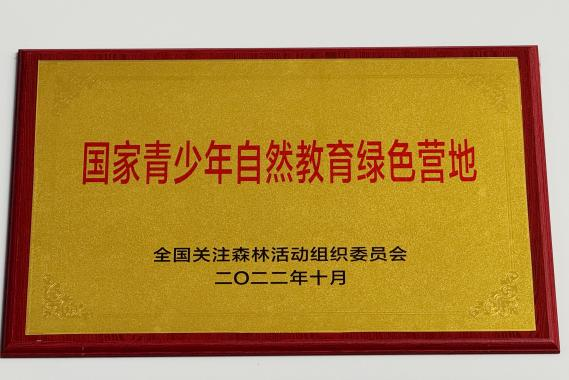 国家青少年自然教育绿色营地
全国关注森林活动组织委员会
二〇二二年十月